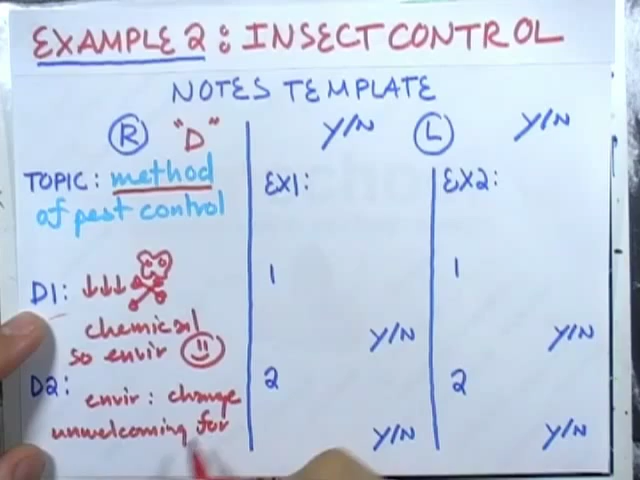 EXAMPLE 2: INSECT CONTROL
NOTES TEMPLATE
R "D" Y/N L Y/N
TOPIC: method EX1: EX2:
of pest control
D1: ↓↓↓ 1 1
chemical Y/N Y/N
so envir
D2: 2 2
envir: change
unwelcoming for Y/N Y/N